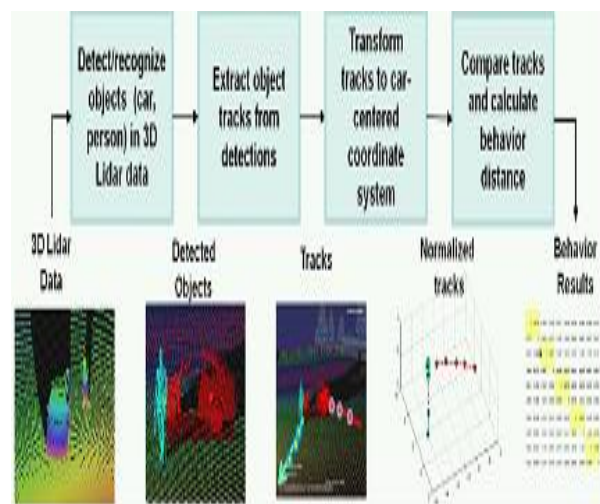 Detect/recognize
objects (car,
person) in 3D
Lidar data
Extract object
tracks from
detections
Transform
tracks to car-
centered
coordinate
system
Compare tracks
and calculate
behavior
distance
3D Lidar
Data
Detected
Objects
Tracks
Normalized
tracks
Behavior
Results